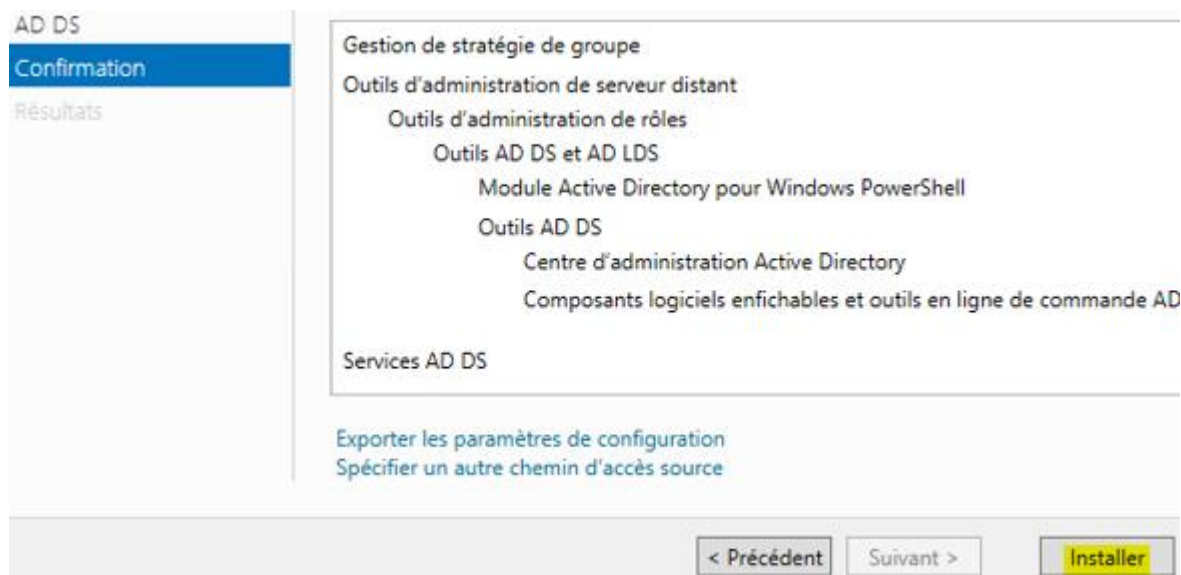 AD DS
Confirmation
Résultats
Gestion de stratégie de groupe
Outils d'administration de serveur distant
Outils d'administration de rôles
Outils AD DS et AD LDS
Module Active Directory pour Windows PowerShell
Outils AD DS
Centre d'administration Active Directory
Composants logiciels enfichables et outils en ligne de commande AD
Services AD DS
Exporter les paramètres de configuration
Spécifier un autre chemin d'accès source
< Précédent
Suivant >
Installer